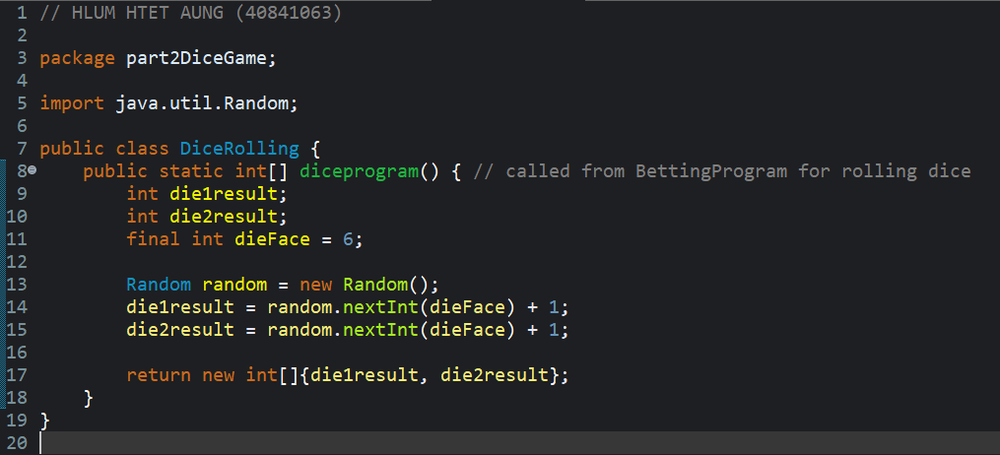 1 // HLUM HTET AUNG (40841063)
2
3 package part2DiceGame;
4
5 import java.util.Random;
6
7 public class DiceRolling {
8 public static int[] diceprogram() { // called from BettingProgram for rolling dice
9 int die1result;
10 int die2result;
11 final int dieFace = 6;
12
13 Random random = new Random();
14 die1result = random.nextInt(dieFace) + 1;
15 die2result = random.nextInt(dieFace) + 1;
16
17 return new int[]{die1result, die2result};
18 }
19 }
20